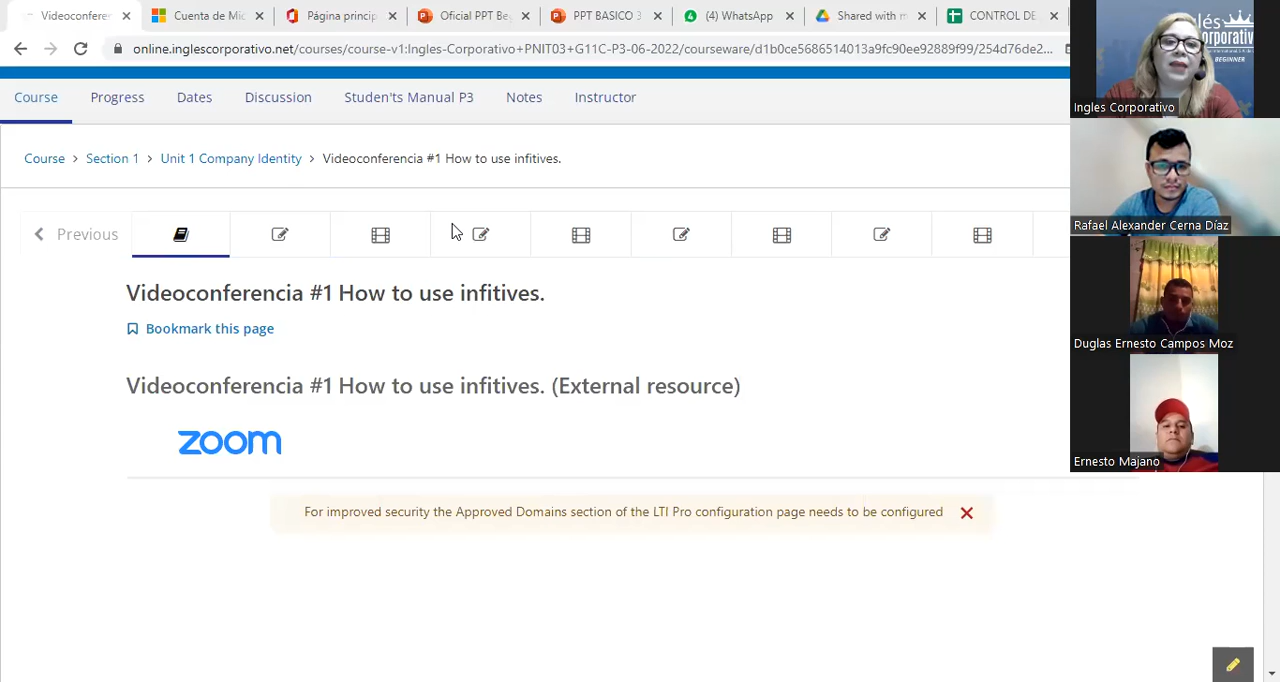 Videoconferer
Cuenta de Mic
Página princip
Oficial PPT Be
PPT BASICO 3
(4) WhatsApp
Shared with m
CONTROL DE
online.inglescorporativo.net/courses/course-v1:Ingles-Corporativo+PNIT03+G11C-P3-06-2022/courseware/d1b0ce5686514013a9fc90ee92889f99/254d76de2...
Course
Progress
Dates
Discussion
Studen'ts Manual P3
Notes
Instructor
Course > Section 1 > Unit 1 Company Identity > Videoconferencia #1 How to use infitives.
Previous
Videoconferencia #1 How to use infitives.
Bookmark this page
Videoconferencia #1 How to use infitives. (External resource)
zoom
For improved security the Approved Domains section of the LTI Pro configuration page needs to be configured
BEGINNER
Ingles Corporativo
Rafael Alexander Cerna Díaz
Duglas Ernesto Campos Moz
Ernesto Majano